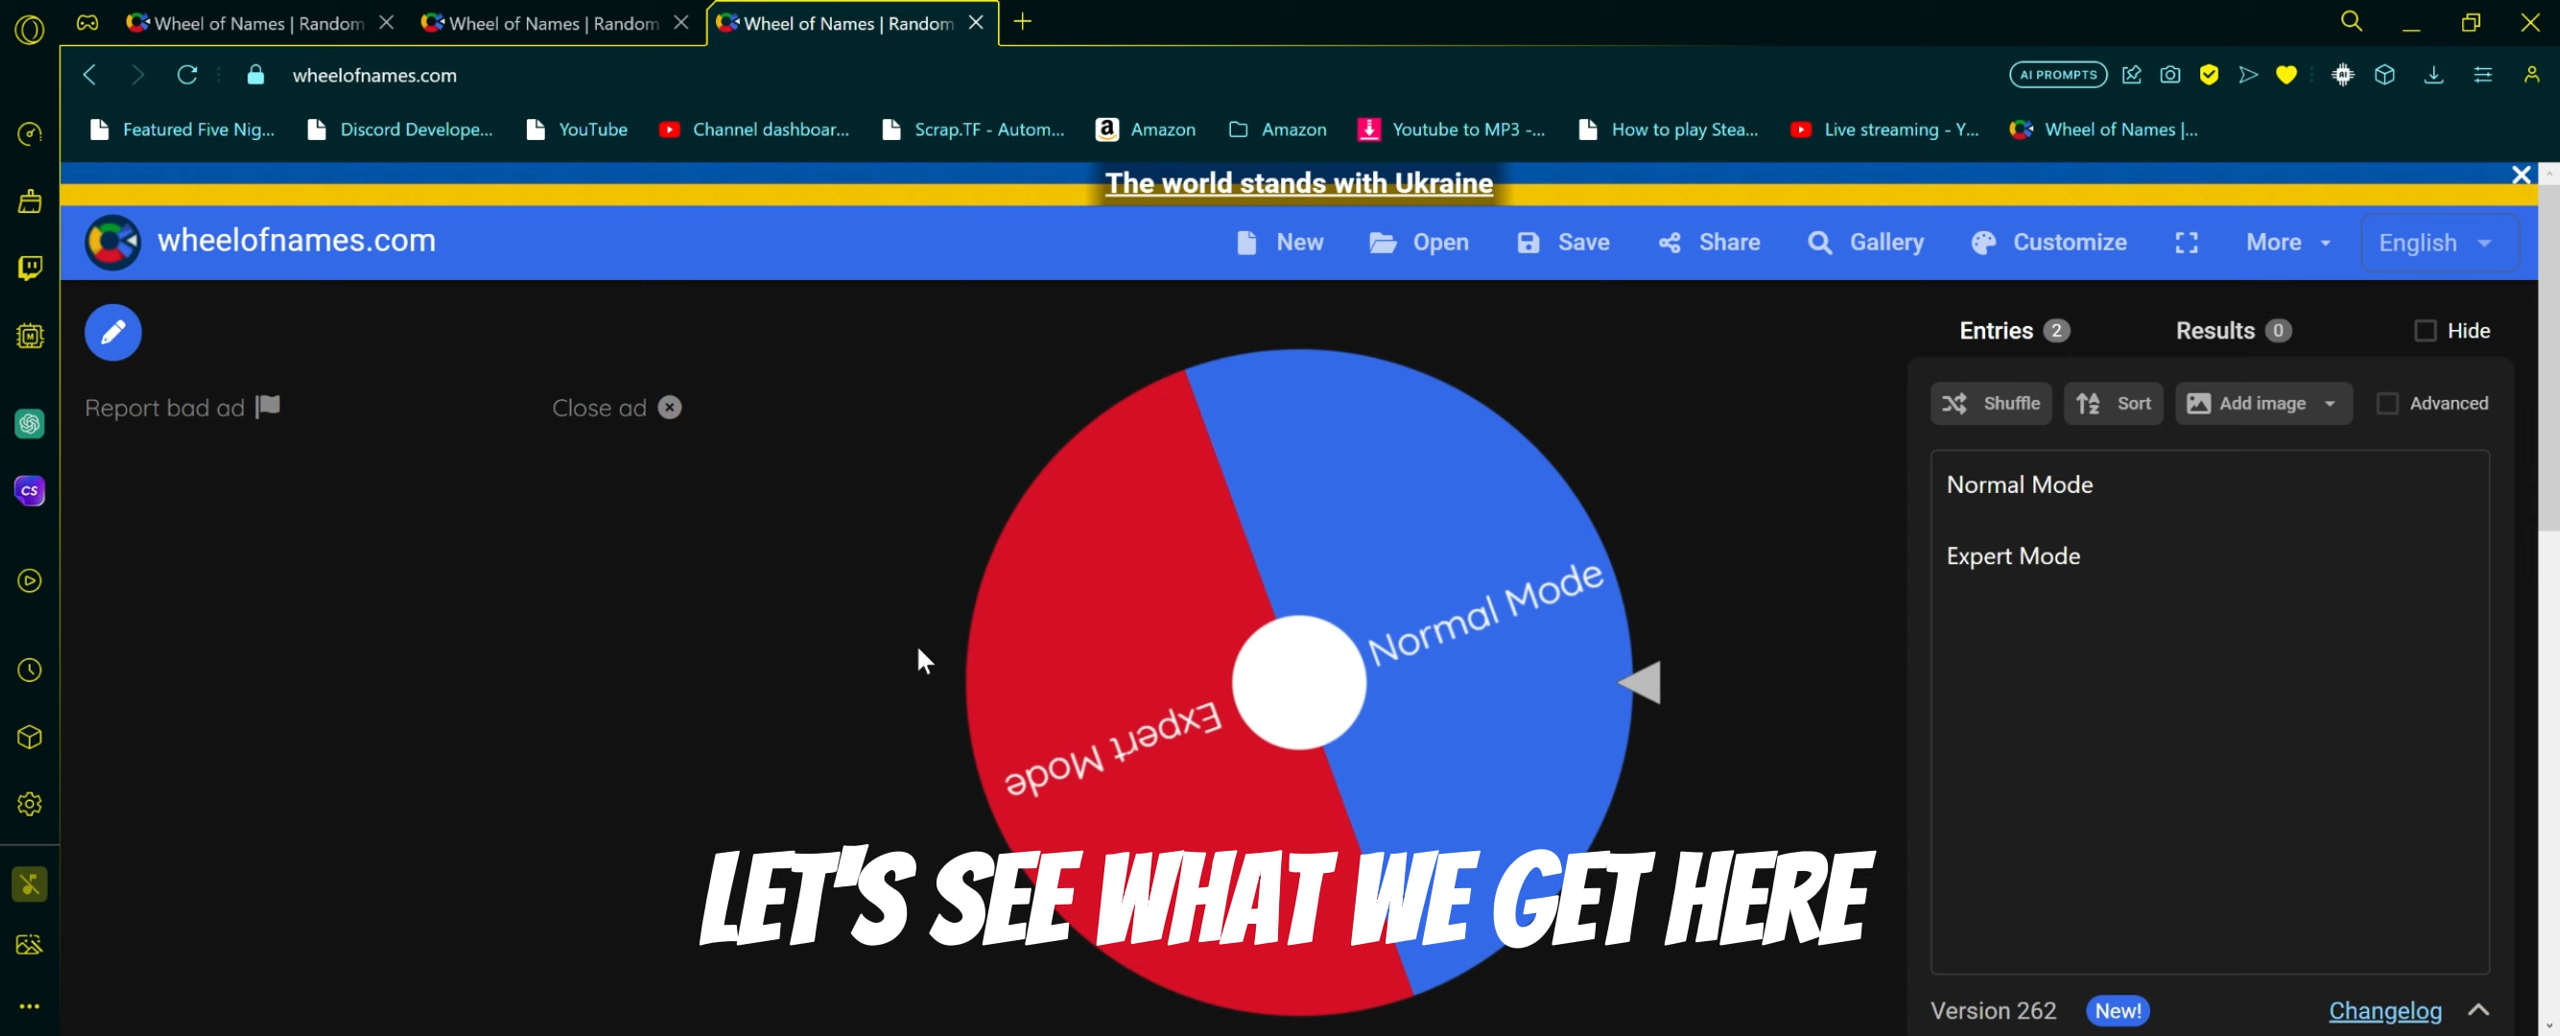 Wheel of Names | Random
Wheel of Names | Random
Wheel of Names | Random
wheelofnames.com
AI PROMPTS
Featured Five Nig...
Discord Develope...
YouTube
Channel dashboar...
Scrap.TF - Autom...
Amazon
Amazon
Youtube to MP3 -...
How to play Stea...
Live streaming - Y...
Wheel of Names |...
The world stands with Ukraine
wheelofnames.com
New
Open
Save
Share
Gallery
Customize
More
English
Entries 2
Results 0
Hide
Report bad ad
Close ad
Shuffle
Sort
Add image
Advanced
CS
Normal Mode
Expert Mode
Normal Mode
Expert Mode
LET'S SEE WHAT WE GET HERE
Version 262
New!
Changelog